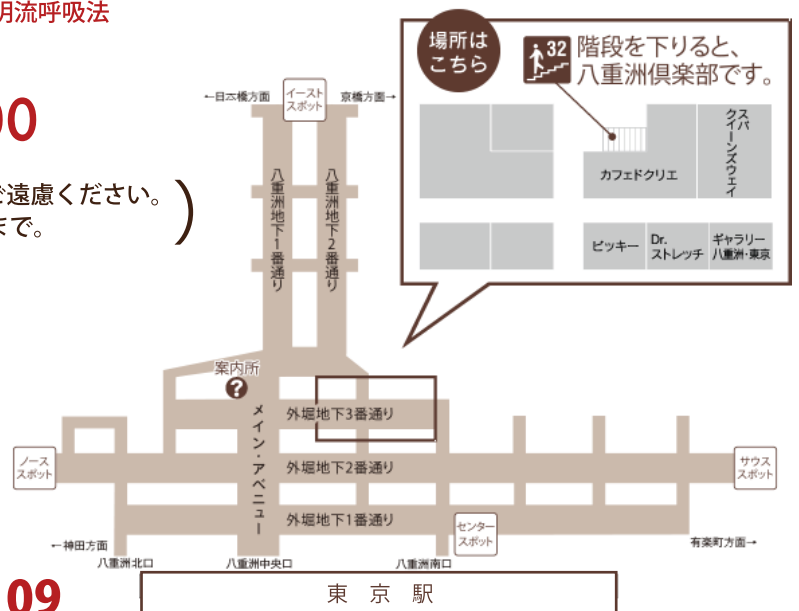 明流呼吸法
00
ご遠慮ください。
まで。
)
場所は
こちら
32
階段を下りると、
八重洲倶楽部です。
カフェドクリエ
スパ
クイーンズウェイ
ビッキー
Dr.
ストレッチ
ギャラリー
八重洲・東京
←日本橋方面
イースト
スポット
京橋方面→
八重洲地下1番通り
八重洲地下2番通り
案内所
?
メイン・アベニュー
外堀地下3番通り
外堀地下2番通り
外堀地下1番通り
ノース
スポット
サウス
スポット
センター
スポット
←神田方面
有楽町方面→
八重洲北口
八重洲中央口
八重洲南口
東京駅
09